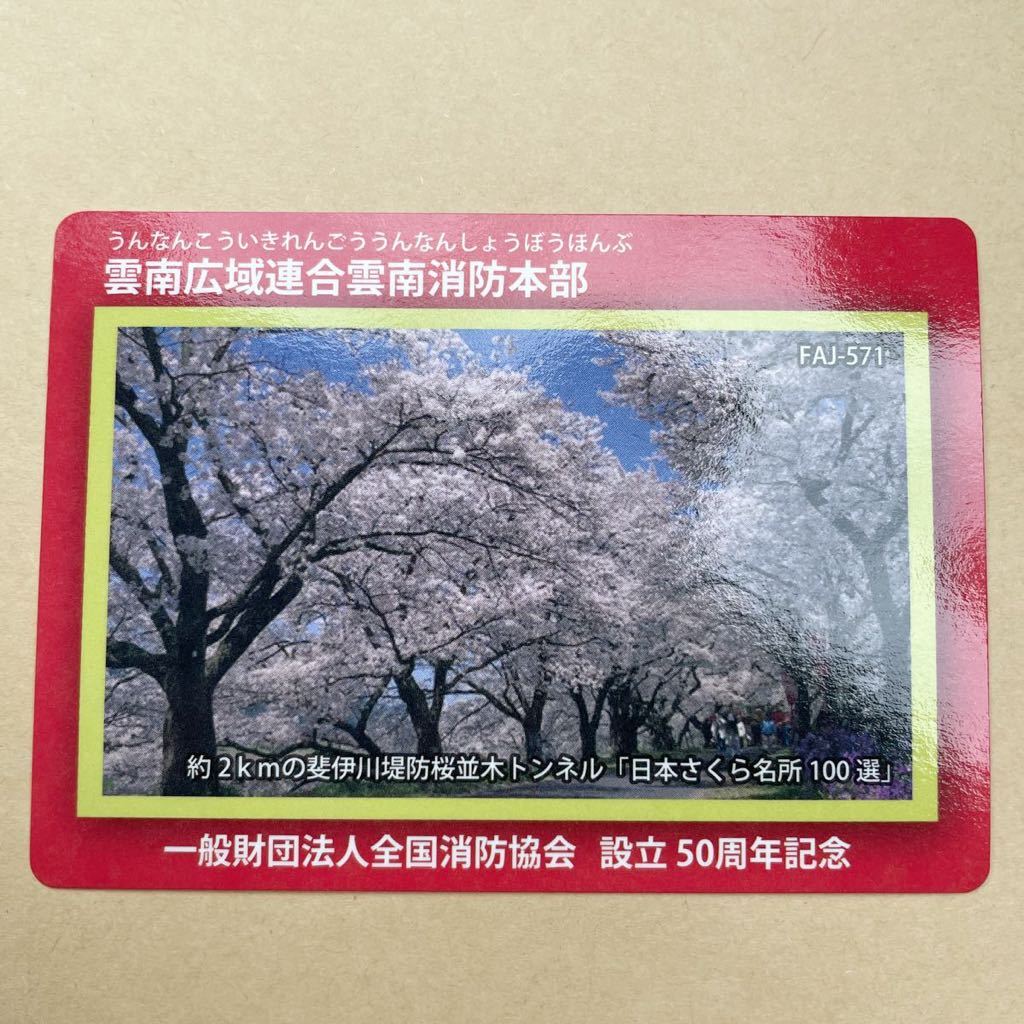 うんなんこういきれんごううんなんしょうぼうほんぶ
雲南広域連合雲南消防本部
FAJ-571
約2kmの斐伊川堤防桜並木トンネル「日本さくら名所100選」
一般財団法人全国消防協会 設立50周年記念